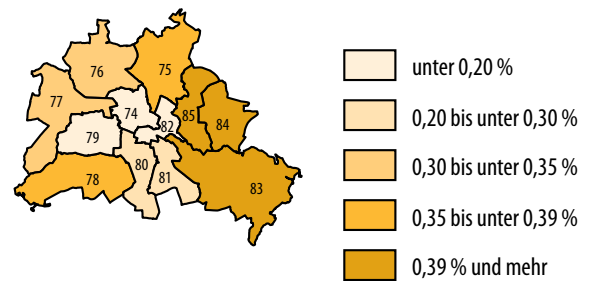 76
75
77
74
85
84
79
82
80
81
78
83
unter 0,20 %
0,20 bis unter 0,30 %
0,30 bis unter 0,35 %
0,35 bis unter 0,39 %
0,39 % und mehr